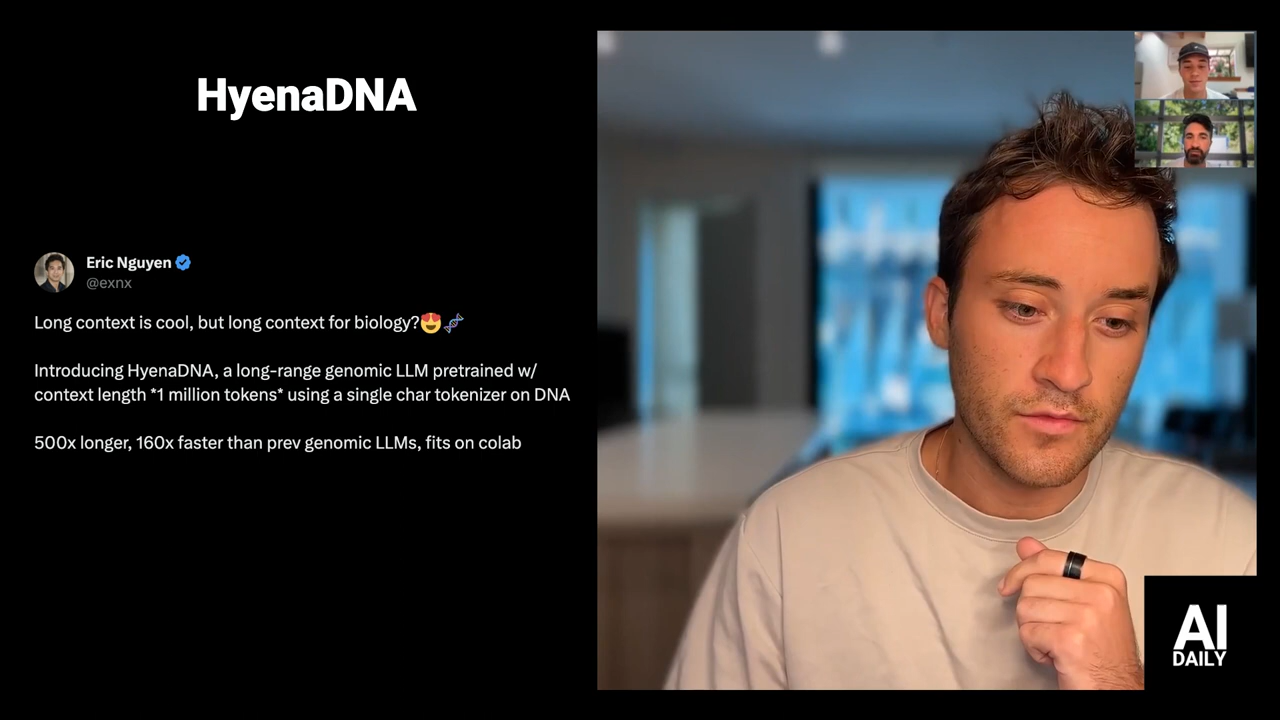 HyenaDNA
Eric Nguyen
@exnx
Long context is cool, but long context for biology?😍🧬
Introducing HyenaDNA, a long-range genomic LLM pretrained w/
context length *1 million tokens* using a single char tokenizer on DNA
500x longer, 160x faster than prev genomic LLMs, fits on colab
AI
DAILY